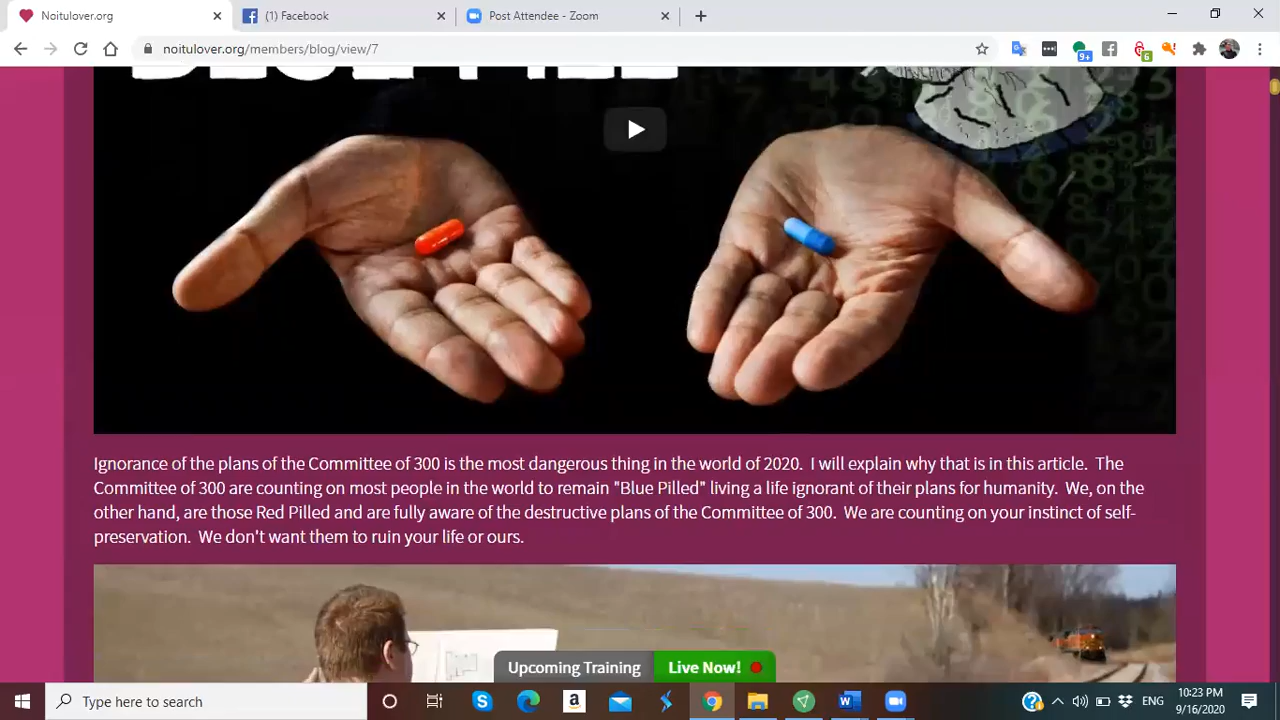 Noitulover.org
(1) Facebook
Post Attendee - Zoom
noitulover.org/members/blog/view/7
9+
6
Ignorance of the plans of the Committee of 300 is the most dangerous thing in the world of 2020.  I will explain why that is in this article.  The
Committee of 300 are counting on most people in the world to remain "Blue Pilled" living a life ignorant of their plans for humanity.  We, on the
other hand, are those Red Pilled and are fully aware of the destructive plans of the Committee of 300.  We are counting on your instinct of self-
preservation.  We don't want them to ruin your life or ours.
Upcoming Training
Live Now!
Type here to search
ENG
10:23 PM
9/16/2020